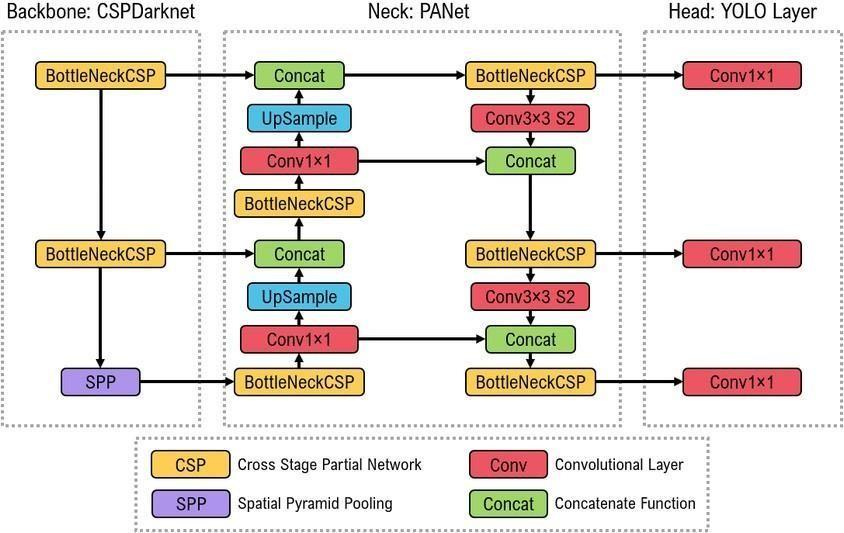 Backbone: CSPDarknet
Neck: PANet
Head: YOLO Layer
BottleNeckCSP
Concat
BottleNeckCSP
Conv1×1
UpSample
Conv3×3 S2
Conv1×1
Concat
BottleNeckCSP
BottleNeckCSP
Concat
BottleNeckCSP
Conv1×1
UpSample
Conv3×3 S2
Conv1×1
Concat
SPP
BottleNeckCSP
BottleNeckCSP
Conv1×1
CSP Cross Stage Partial Network
Conv Convolutional Layer
SPP Spatial Pyramid Pooling
Concat Concatenate Function